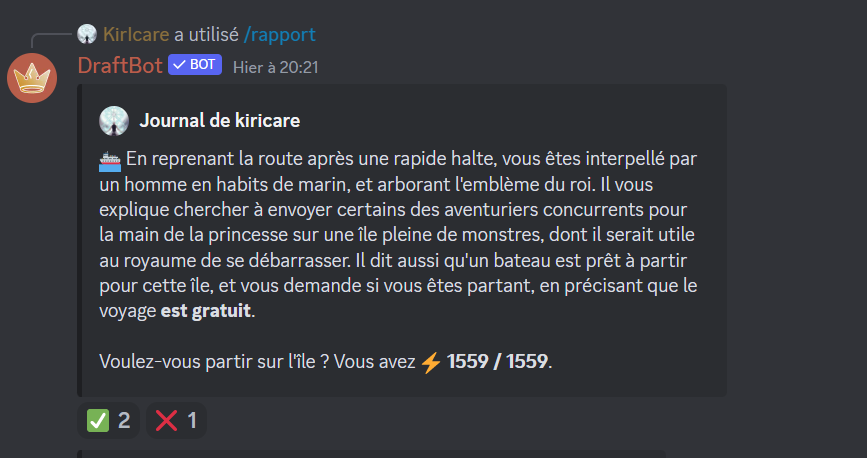 KirIcare a utilisé /rapport
DraftBot BOT Hier à 20:21
Journal de kiricare
En reprenant la route après une rapide halte, vous êtes interpellé par
un homme en habits de marin, et arborant l'emblème du roi. Il vous
explique chercher à envoyer certains des aventuriers concurrents pour
la main de la princesse sur une île pleine de monstres, dont il serait utile
au royaume de se débarrasser. Il dit aussi qu'un bateau est prêt à partir
pour cette île, et vous demande si vous êtes partant, en précisant que le
voyage est gratuit.
Voulez-vous partir sur l'île ? Vous avez ⚡ 1559 / 1559.
2 1